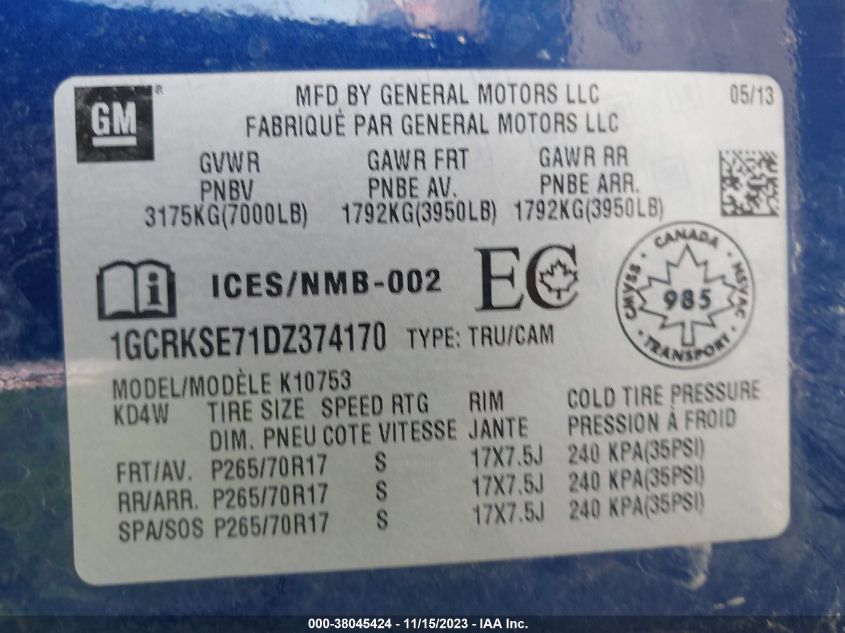 GM
®
MFD BY GENERAL MOTORS LLC
05/13
FABRIQUÉ PAR GENERAL MOTORS LLC
GVWR GAWR FRT GAWR RR
PNBV PNBE AV. PNBE ARR.
3175KG(7000LB) 1792KG(3950LB) 1792KG(3950LB)
ICES/NMB-002
EC
CANADA
CMVSS 985 NSVAC
TRANSPORT
1GCRKSE71DZ374170 TYPE: TRU/CAM
MODEL/MODÈLE K10753
KD4W TIRE SIZE SPEED RTG RIM COLD TIRE PRESSURE
DIM. PNEU COTE VITESSE JANTE PRESSION À FROID
FRT/AV. P265/70R17 S 17X7.5J 240 KPA(35PSI)
RR/ARR. P265/70R17 S 17X7.5J 240 KPA(35PSI)
SPA/SOS P265/70R17 S 17X7.5J 240 KPA(35PSI)
000-38045424 - 11/15/2023 - IAA Inc.